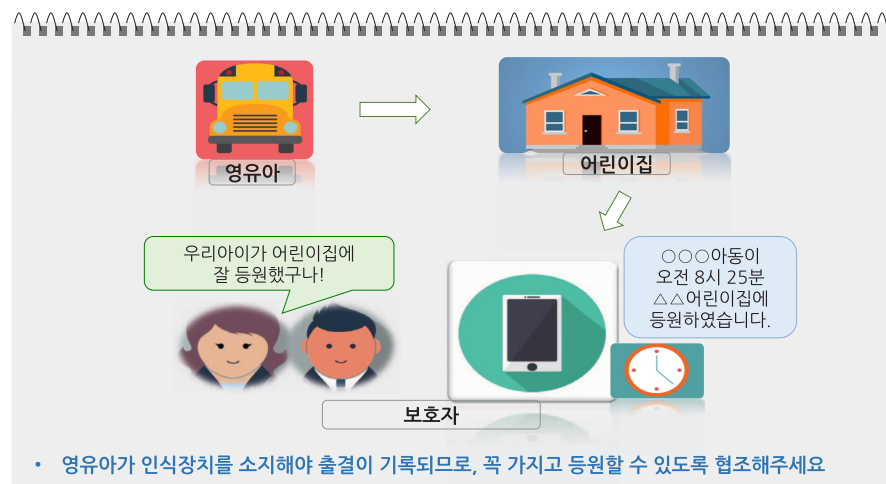 영유아
어린이집
우리아이가 어린이집에
잘 등원했구나!
○○○아동이
오전 8시 25분
△△어린이집에
등원하였습니다.
보호자
• 영유아가 인식장치를 소지해야 출결이 기록되므로, 꼭 가지고 등원할 수 있도록 협조해주세요